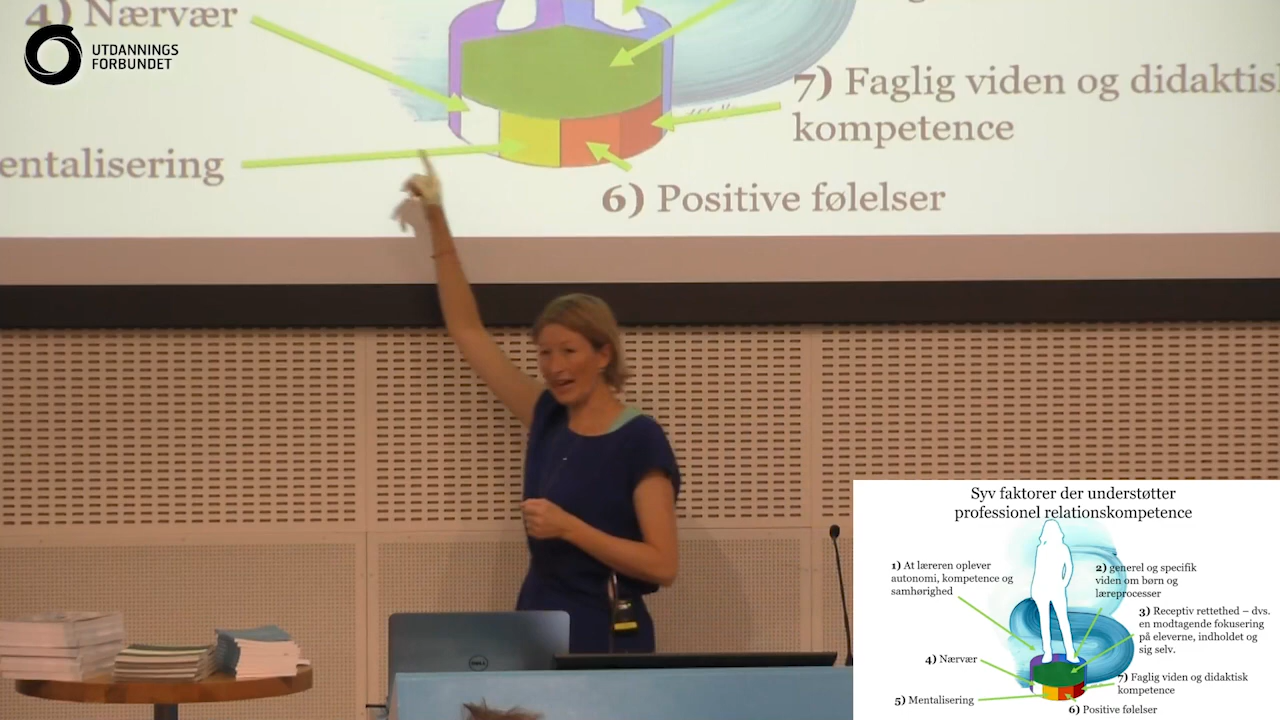 4) Nærvær
UTDANNINGS
FORBUNDET
7) Faglig viden og didaktisk
kompetence
entalisering
6) Positive følelser
DELL
Syv faktorer der understøtter
professionel relationskompetence
1) At læreren oplever
autonomi, kompetence og
samhørighed
2) generel og specifik
viden om børn og
læreprocesser
3) Receptiv rettethed – dvs.
en modtagende fokusering
på eleverne, indholdet og
sig selv.
4) Nærvær
7) Faglig viden og didaktisk
kompetence
5) Mentalisering
6) Positive følelser